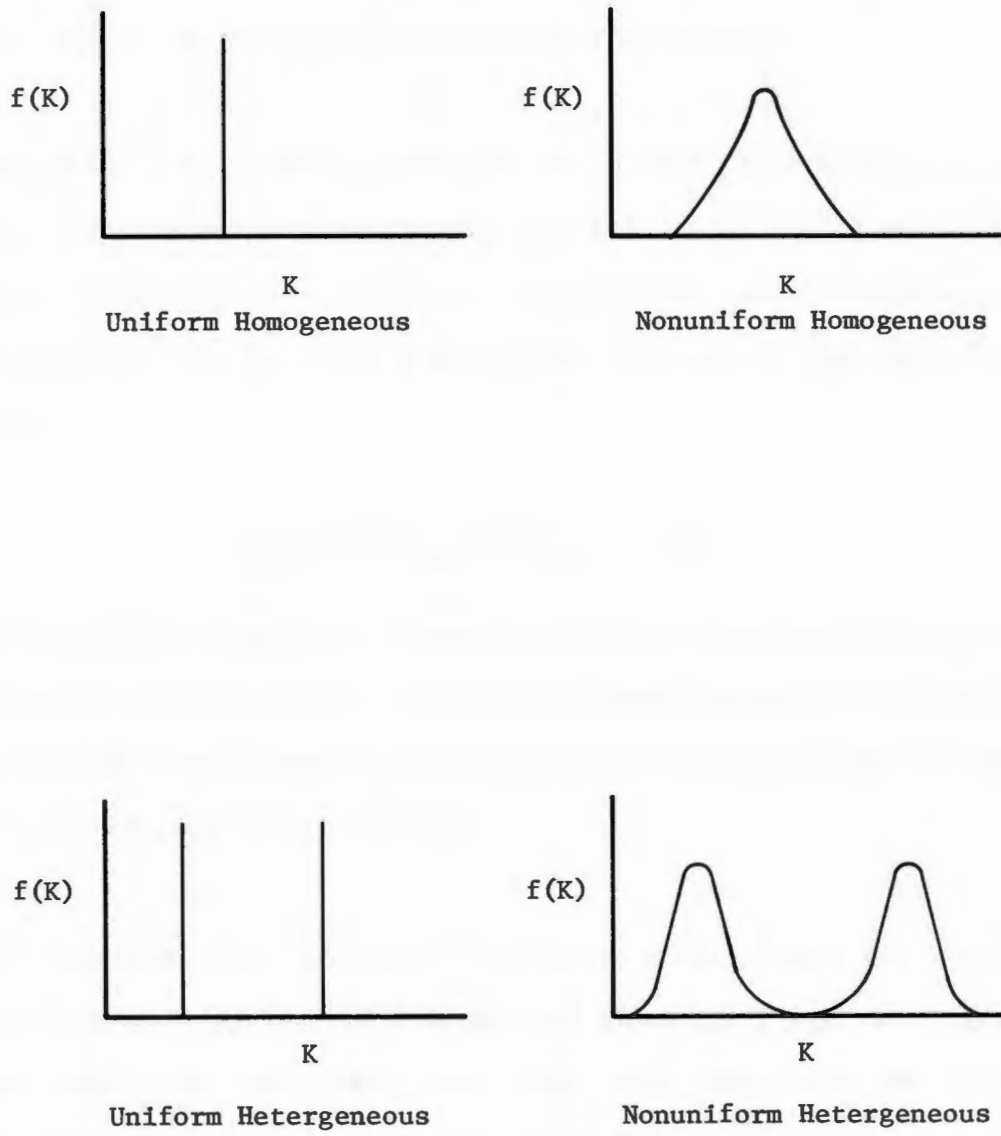 f(K)
K
Uniform Homogeneous
f(K)
K
Nonuniform Homogeneous
f(K)
K
Uniform Hetergeneous
f(K)
K
Nonuniform Hetergeneous